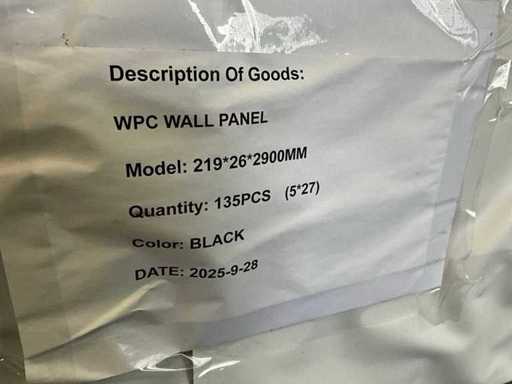 Description Of Goods:
WPC WALL PANEL
Model: 219*26*2900MM
Quantity: 135PCS (5*27)
Color: BLACK
DATE: 2025-9-28